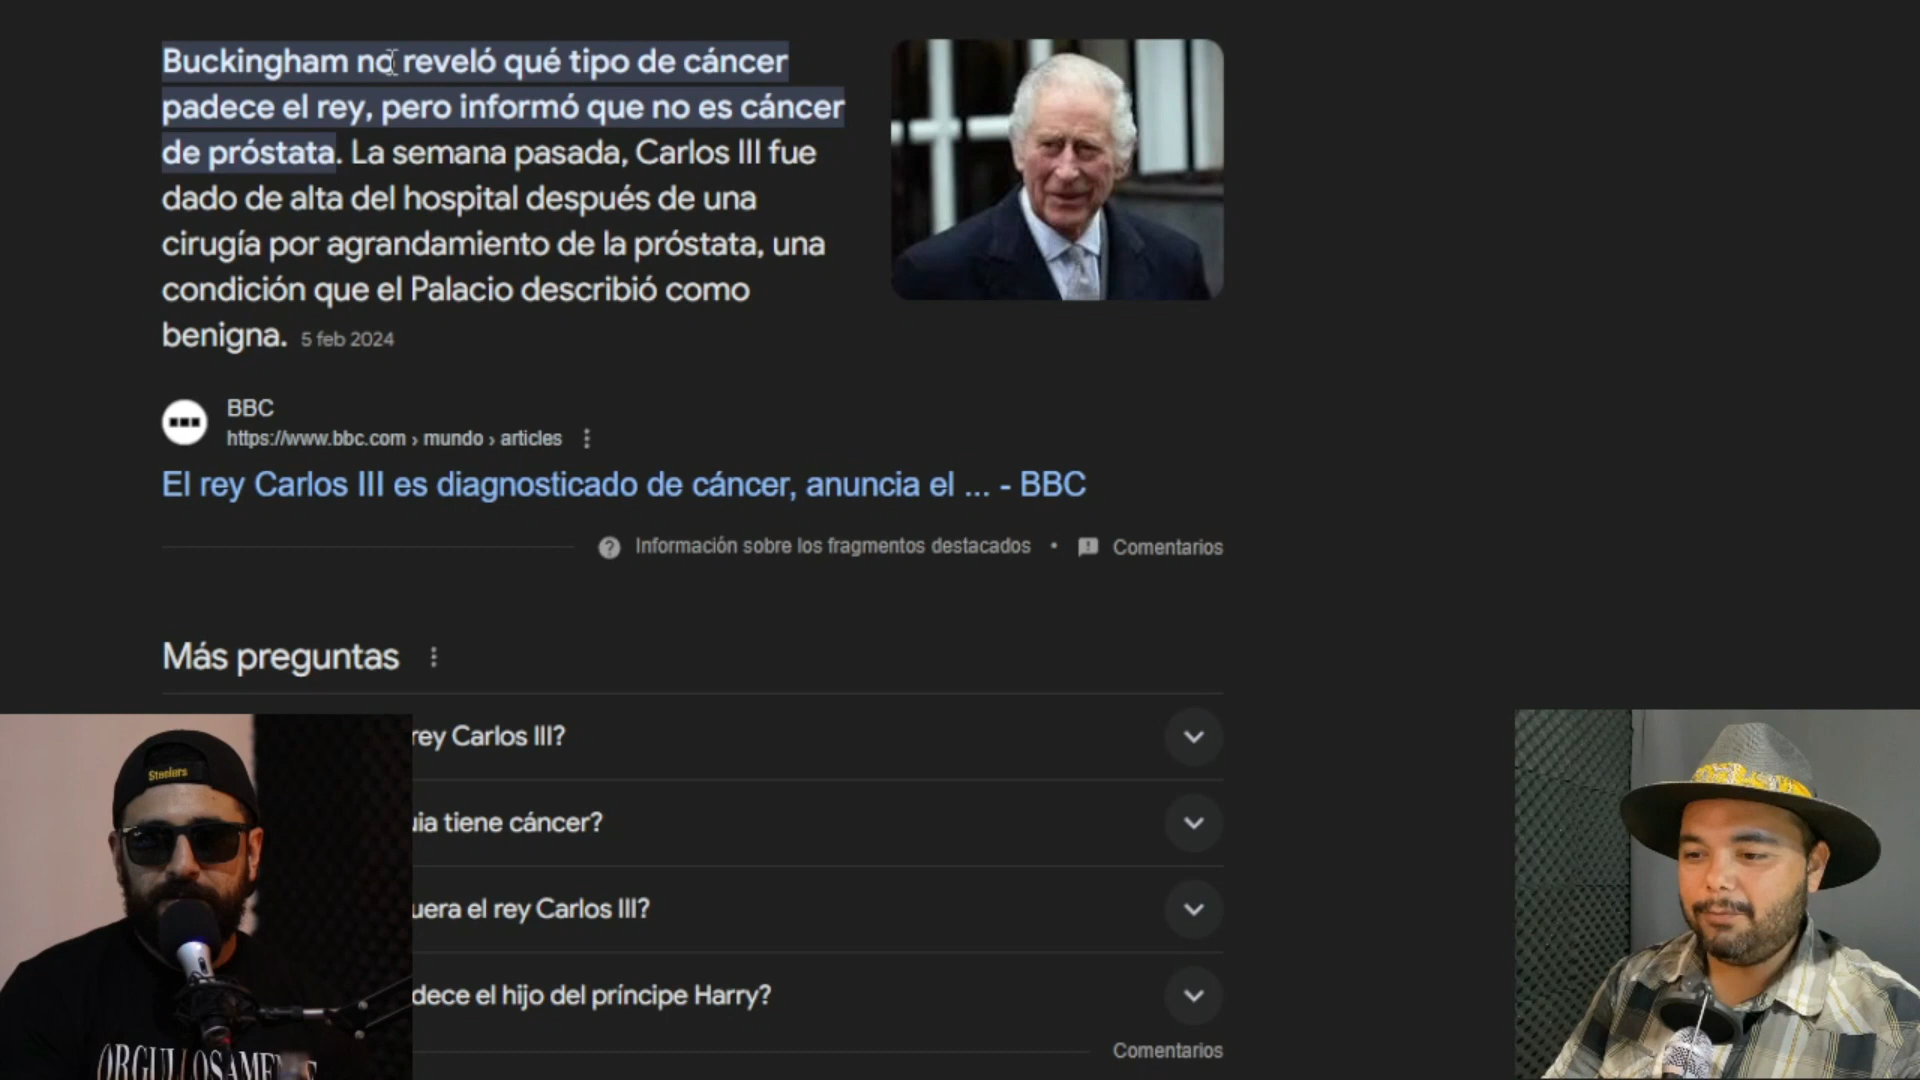 Buckingham no reveló qué tipo de cáncer
padece el rey, pero informó que no es cáncer
de próstata. La semana pasada, Carlos III fue
dado de alta del hospital después de una
cirugía por agrandamiento de la próstata, una
condición que el Palacio describió como
benigna. 5 feb 2024
BBC
https://www.bbc.com › mundo › articles
El rey Carlos III es diagnosticado de cáncer, anuncia el ... - BBC
Información sobre los fragmentos destacados • Comentarios
Más preguntas
rey Carlos III?
uia tiene cáncer?
uera el rey Carlos III?
dece el hijo del príncipe Harry?
Comentarios
Steelers
ORGULLOSAMENTE